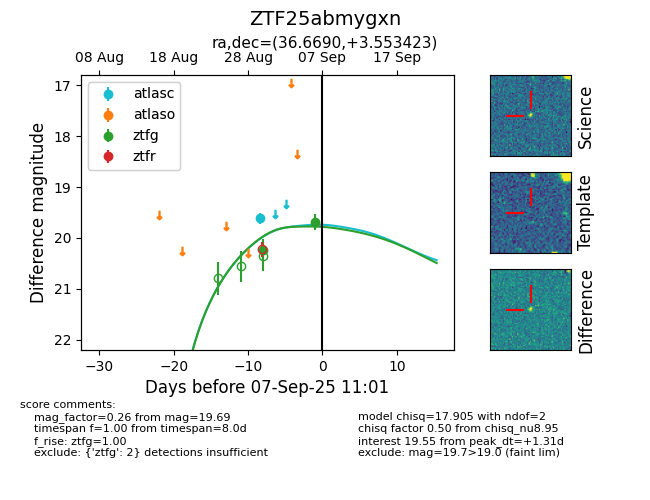 ZTF25abmygxn
ra,dec=(36.6690,+3.553423)
08 Aug 18 Aug 28 Aug 07 Sep 17 Sep
17
18
19
20
21
22
Difference magnitude
atlasc
atlaso
ztfg
ztfr
−30 −20 −10 0 10
Days before 07-Sep-25 11:01
Science
Template
Difference
score comments:
mag_factor=0.26 from mag=19.69
timespan f=1.00 from timespan=8.0d
f_rise: ztfg=1.00
exclude: {'ztfg': 2} detections insufficient
model chisq=17.905 with ndof=2
chisq factor 0.50 from chisq_nu8.95
interest 19.55 from peak_dt=+1.31d
exclude: mag=19.7>19.0 (faint lim)